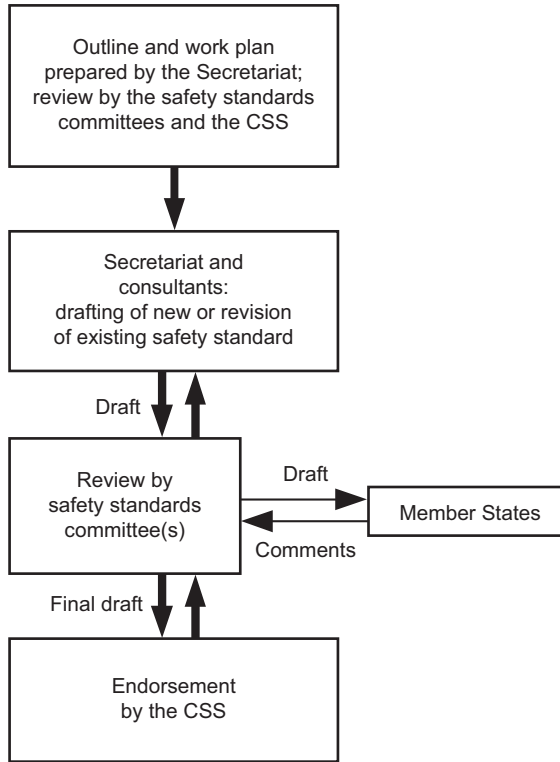 Outline and work plan
prepared by the Secretariat;
review by the safety standards
committees and the CSS
Secretariat and
consultants:
drafting of new or revision
of existing safety standard
Draft
Review by
safety standards
committee(s)
Draft
Member States
Comments
Final draft
Endorsement
by the CSS